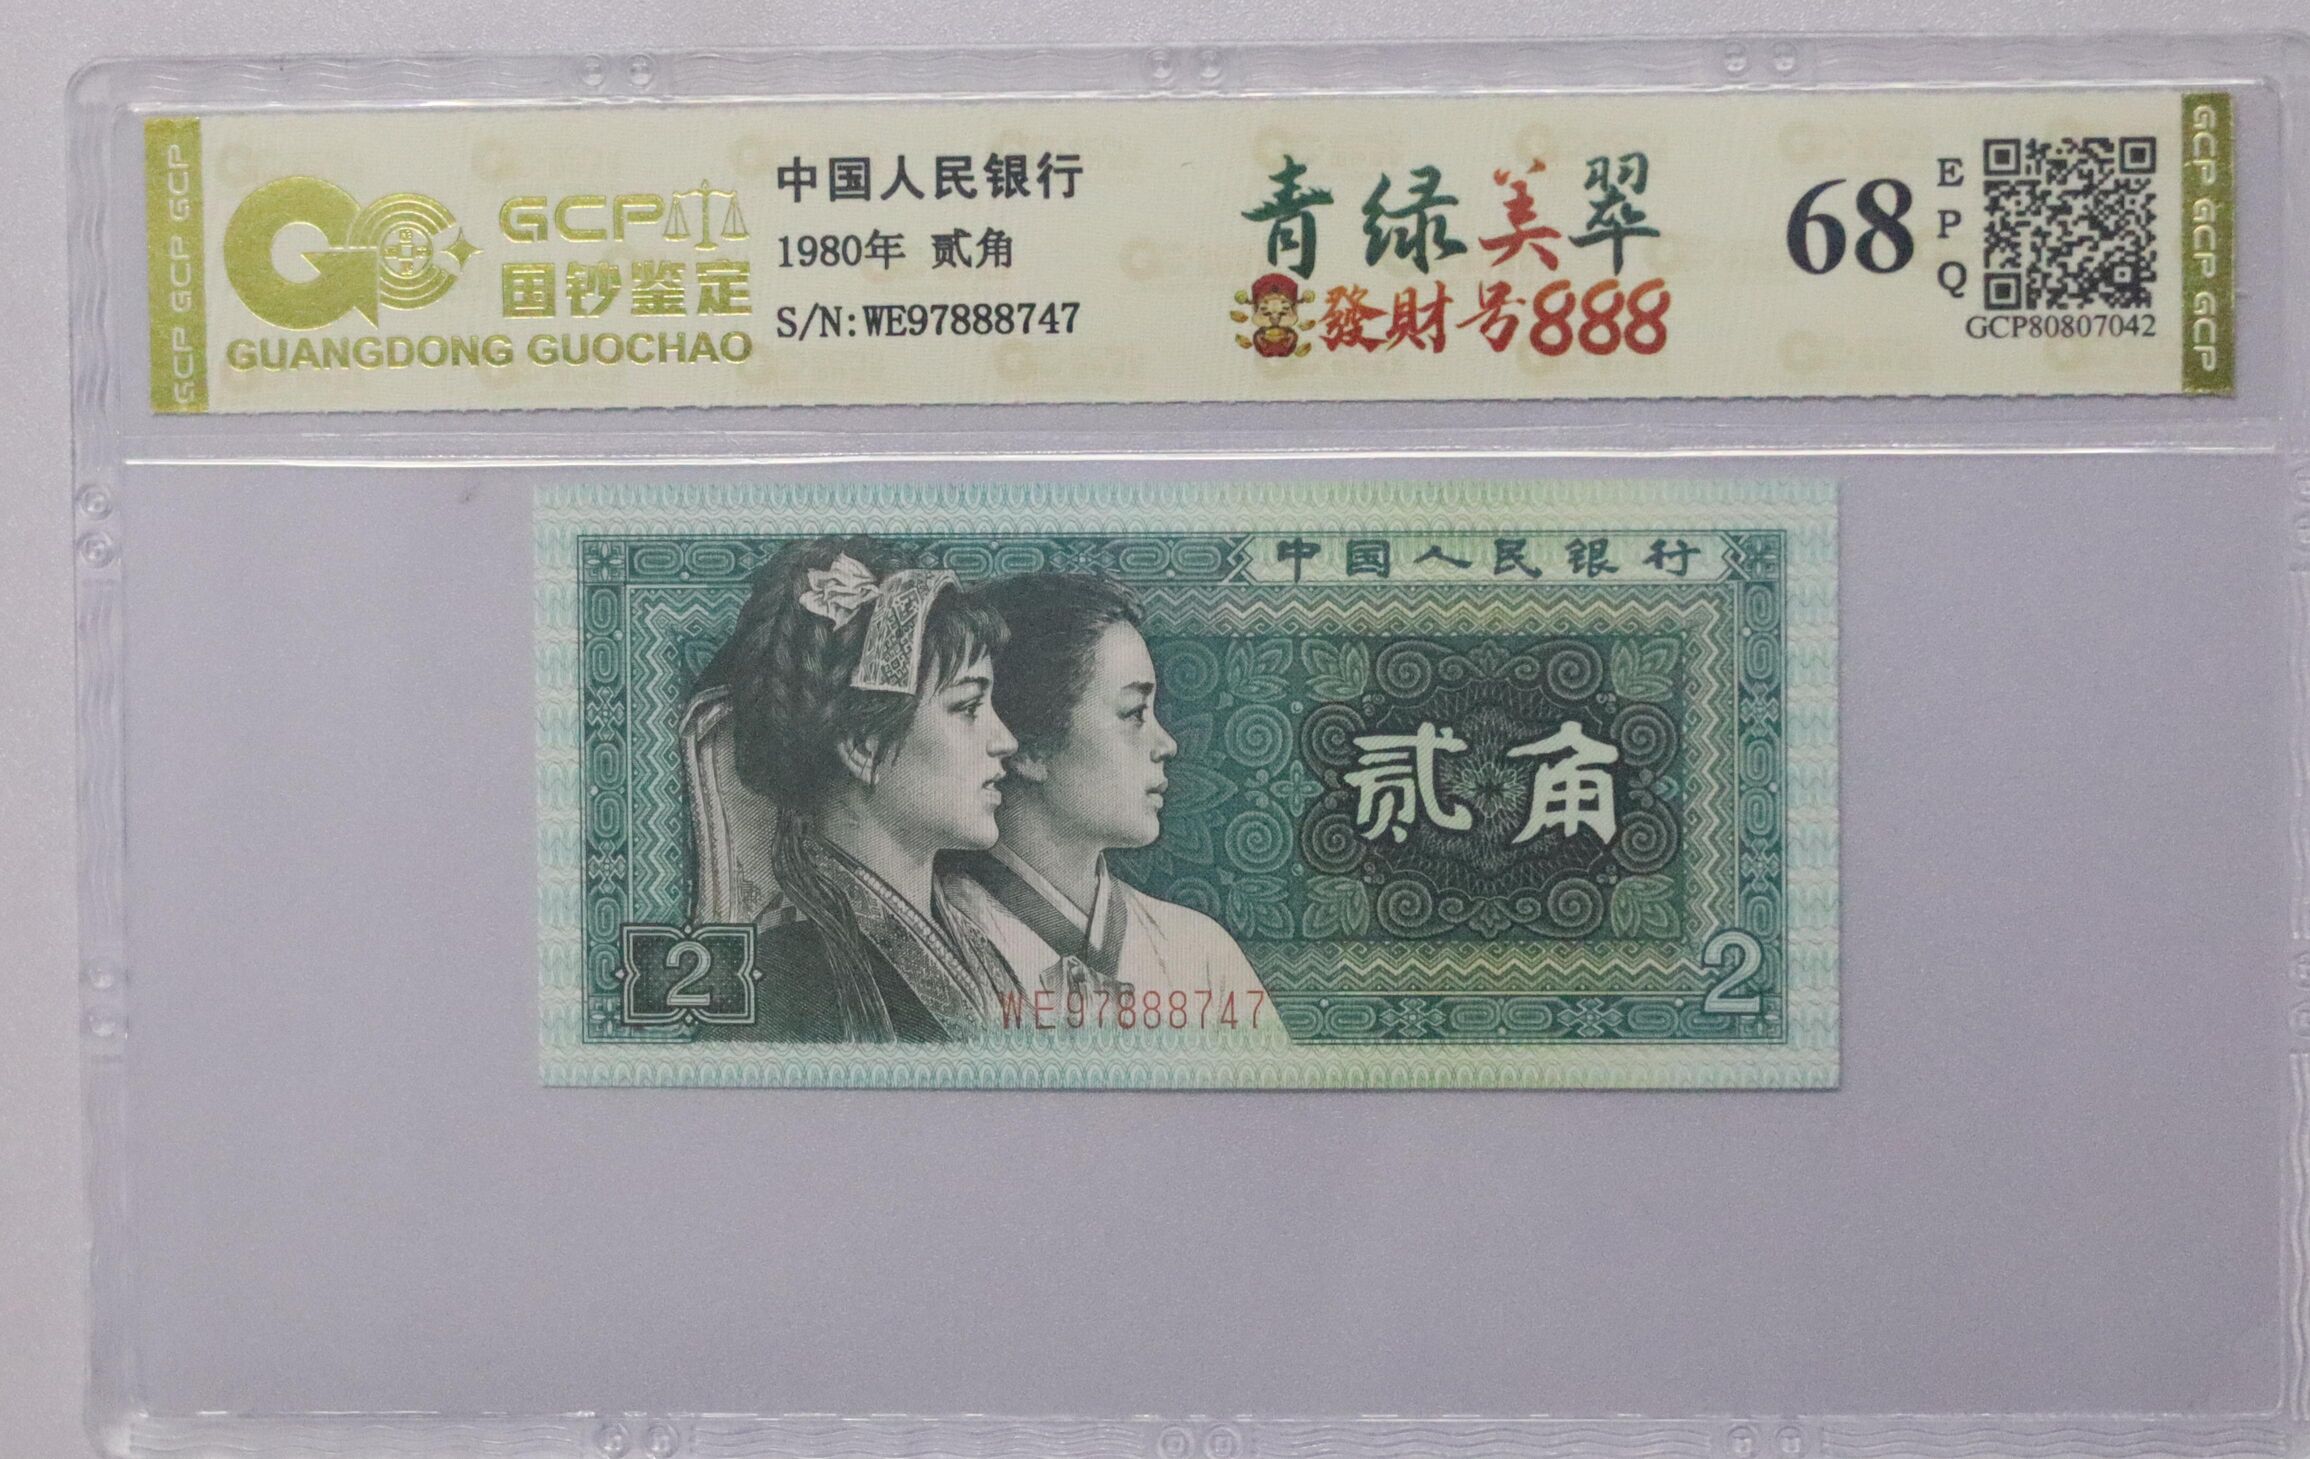 GCP GCP GCP
GCP
国钞鉴定
GUANGDONG GUOCHAO
中国人民银行
1980年 贰角
S/N:WE97888747
青绿美翠
發財号888
68
EPQ
GCP80807042
GCP GCP GCP
中国人民银行
贰角
2
2
WE97888747